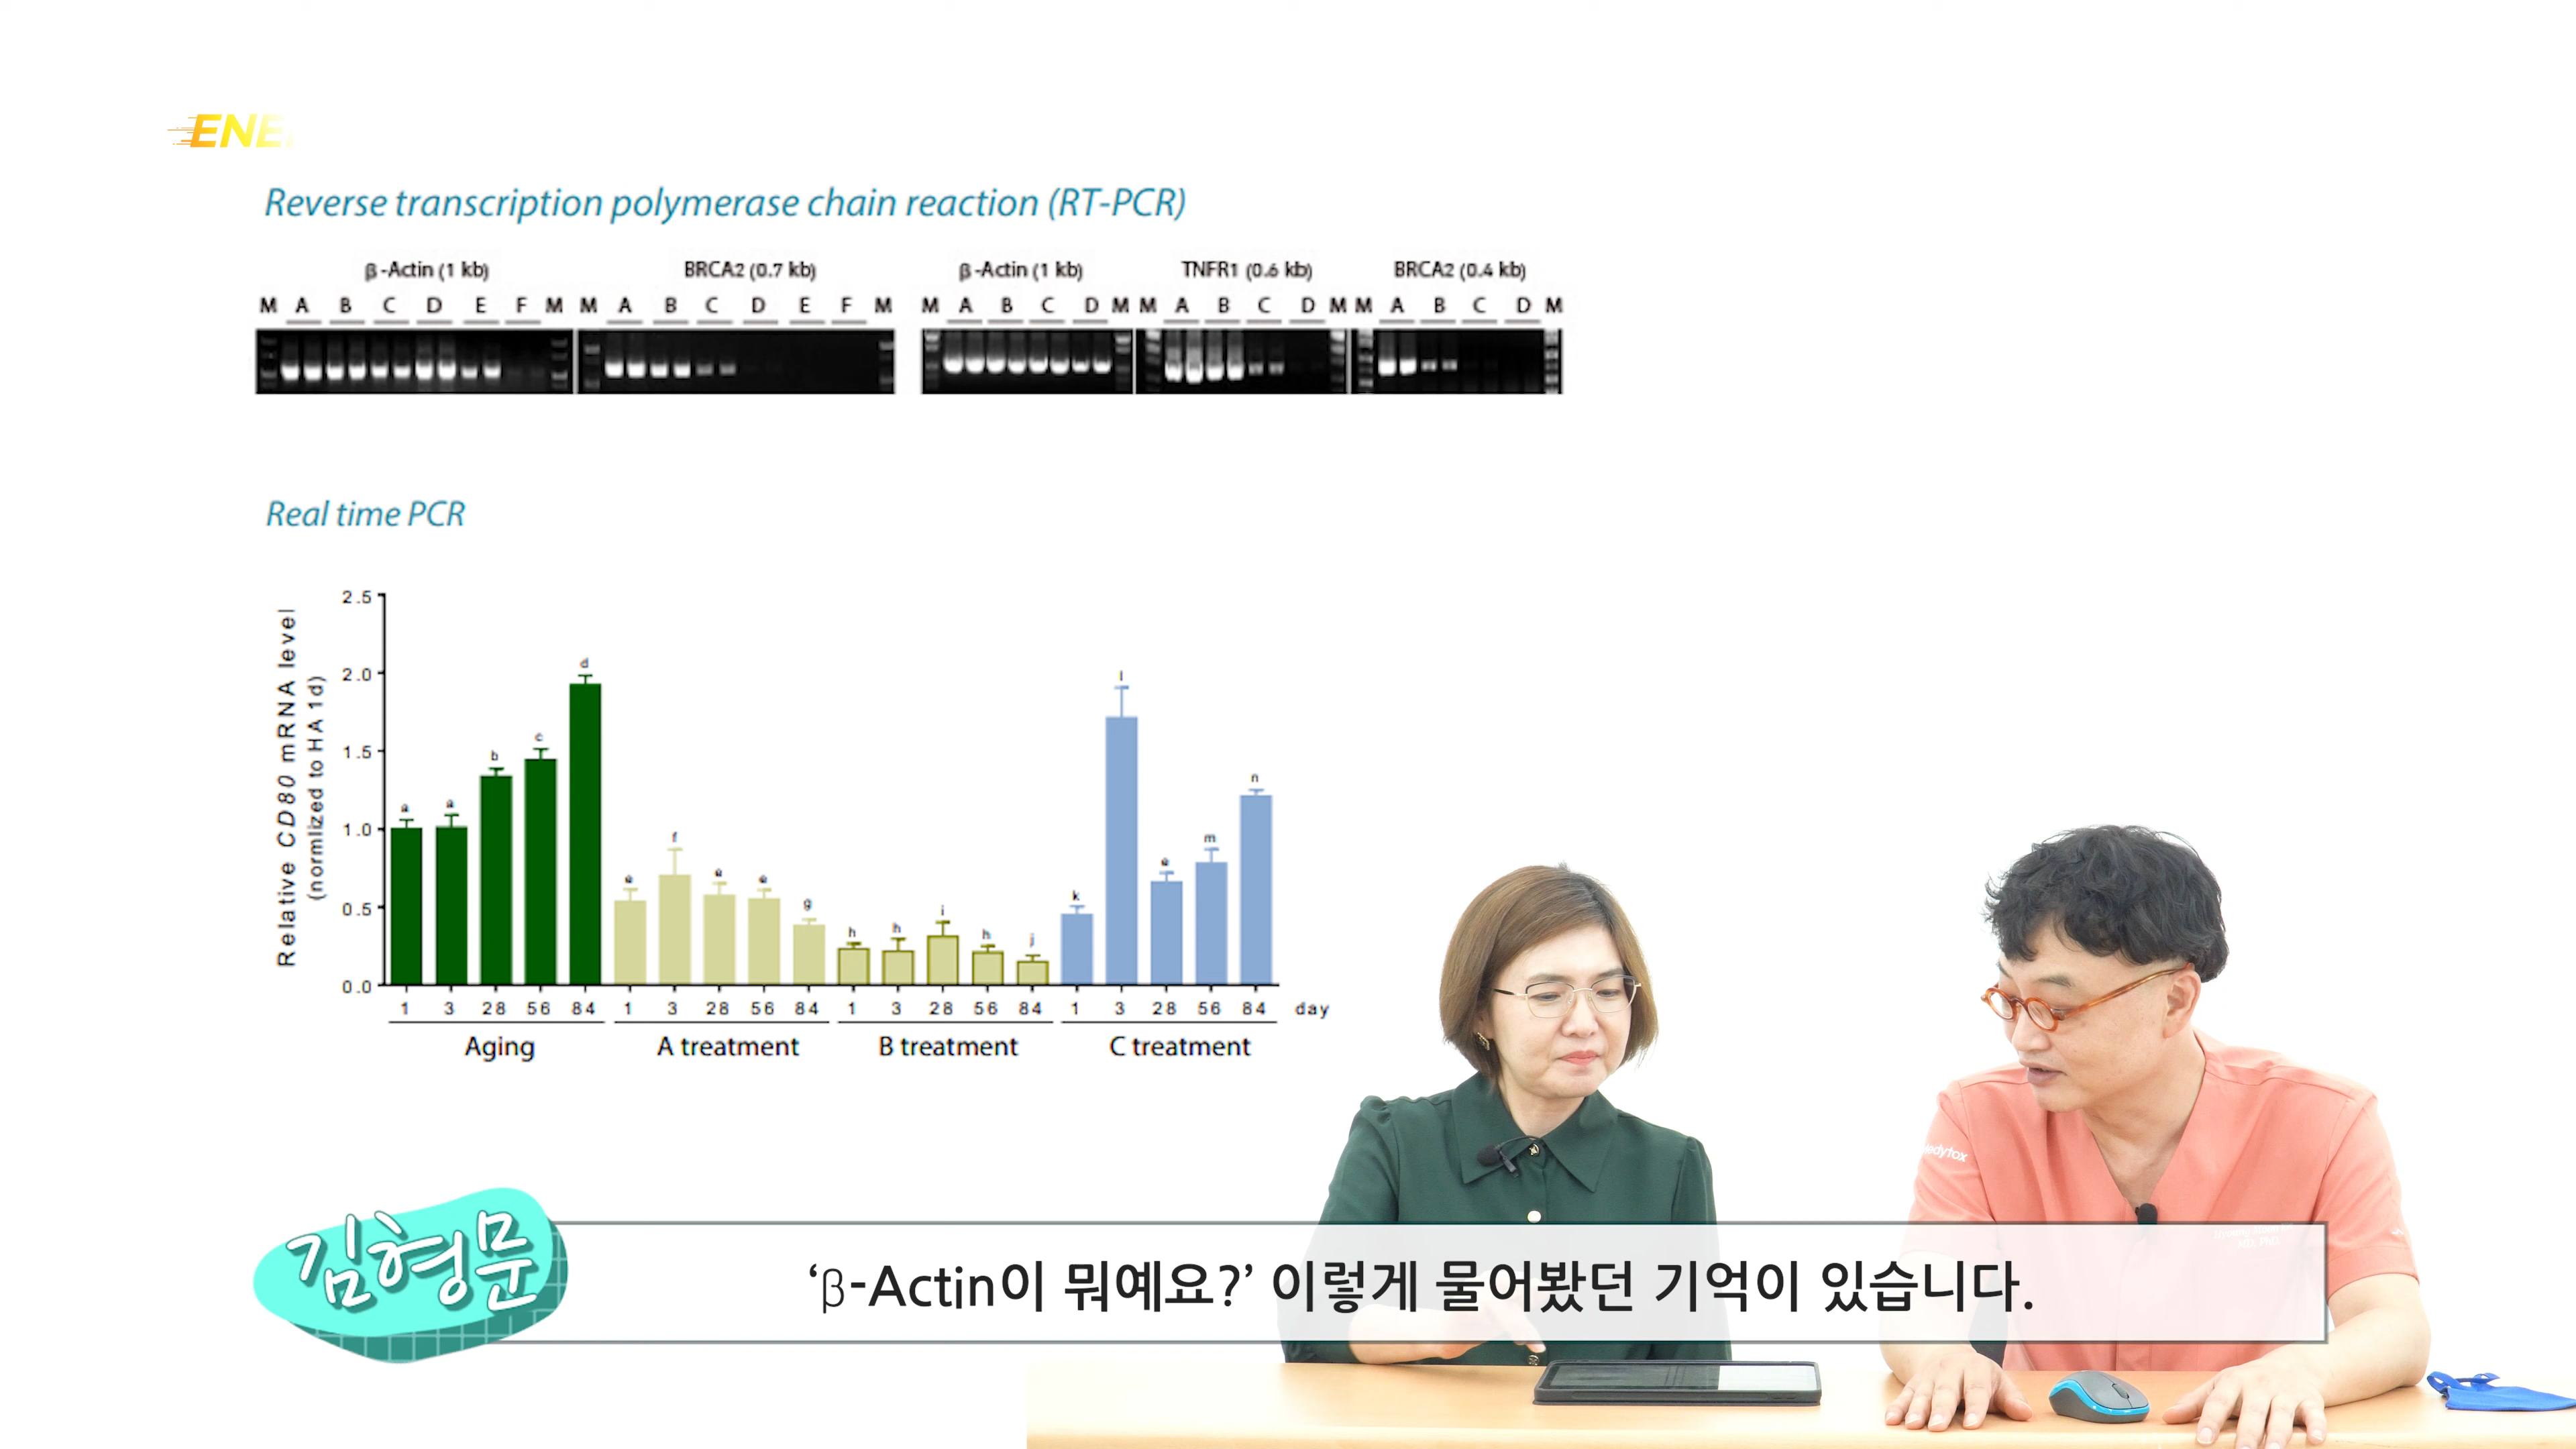 ENE
Reverse transcription polymerase chain reaction (RT-PCR)
β-Actin (1 kb) BRCA2 (0.7 kb) β-Actin (1 kb) TNFR1 (0.6 kb) BRCA2 (0.4 kb)
M A B C D E F M M A B C D E F M M A B C D M M A B C D M M A B C D M
Real time PCR
Relative CD80 mRNA level
(normlized to HA 1d)
2.5
2.0
1.5
1.0
0.5
0.0
a a b c d e f e e g h h i h j k l e m n
1 3 28 56 84 1 3 28 56 84 1 3 28 56 84 1 3 28 56 84 day
Aging A treatment B treatment C treatment
edytox
김형문
‘β-Actin이 뭐예요?’ 이렇게 물어봤던 기억이 있습니다.